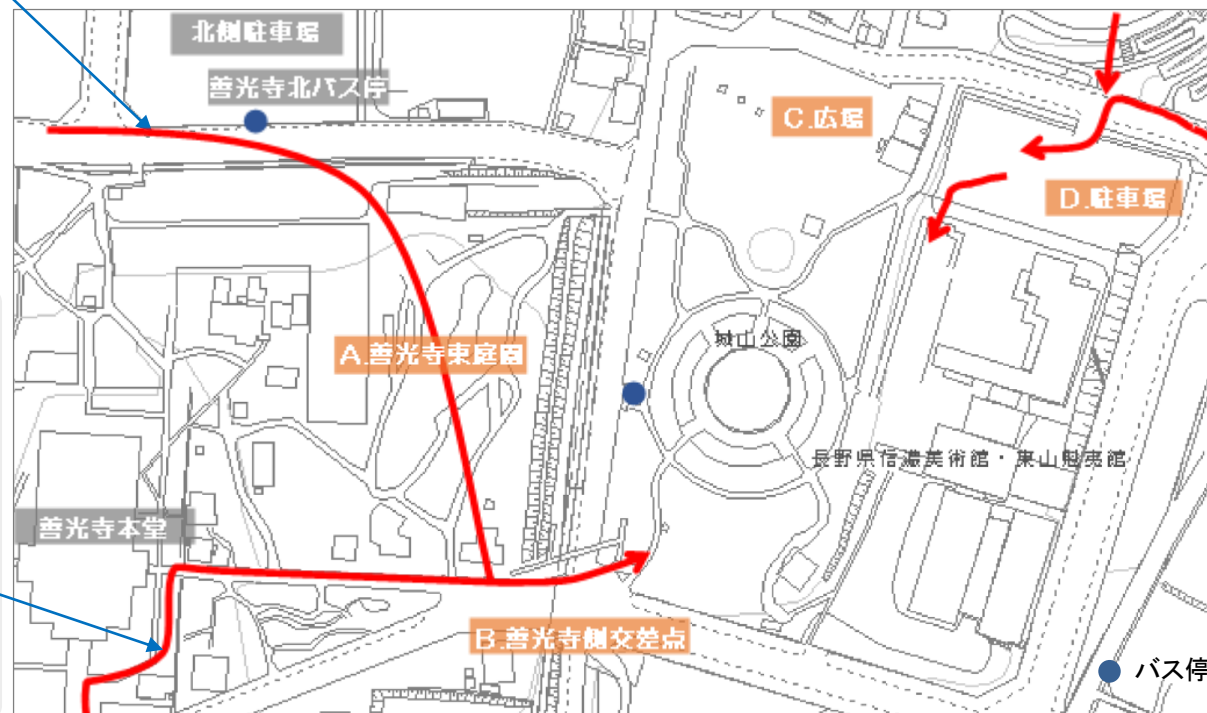 北側駐車場
善光寺北バス停
C.広場
D.駐車場
城山公園
A.善光寺東庭園
長野県信濃美術館・東山魁夷館
善光寺本堂
B.善光寺側交差点
バス停